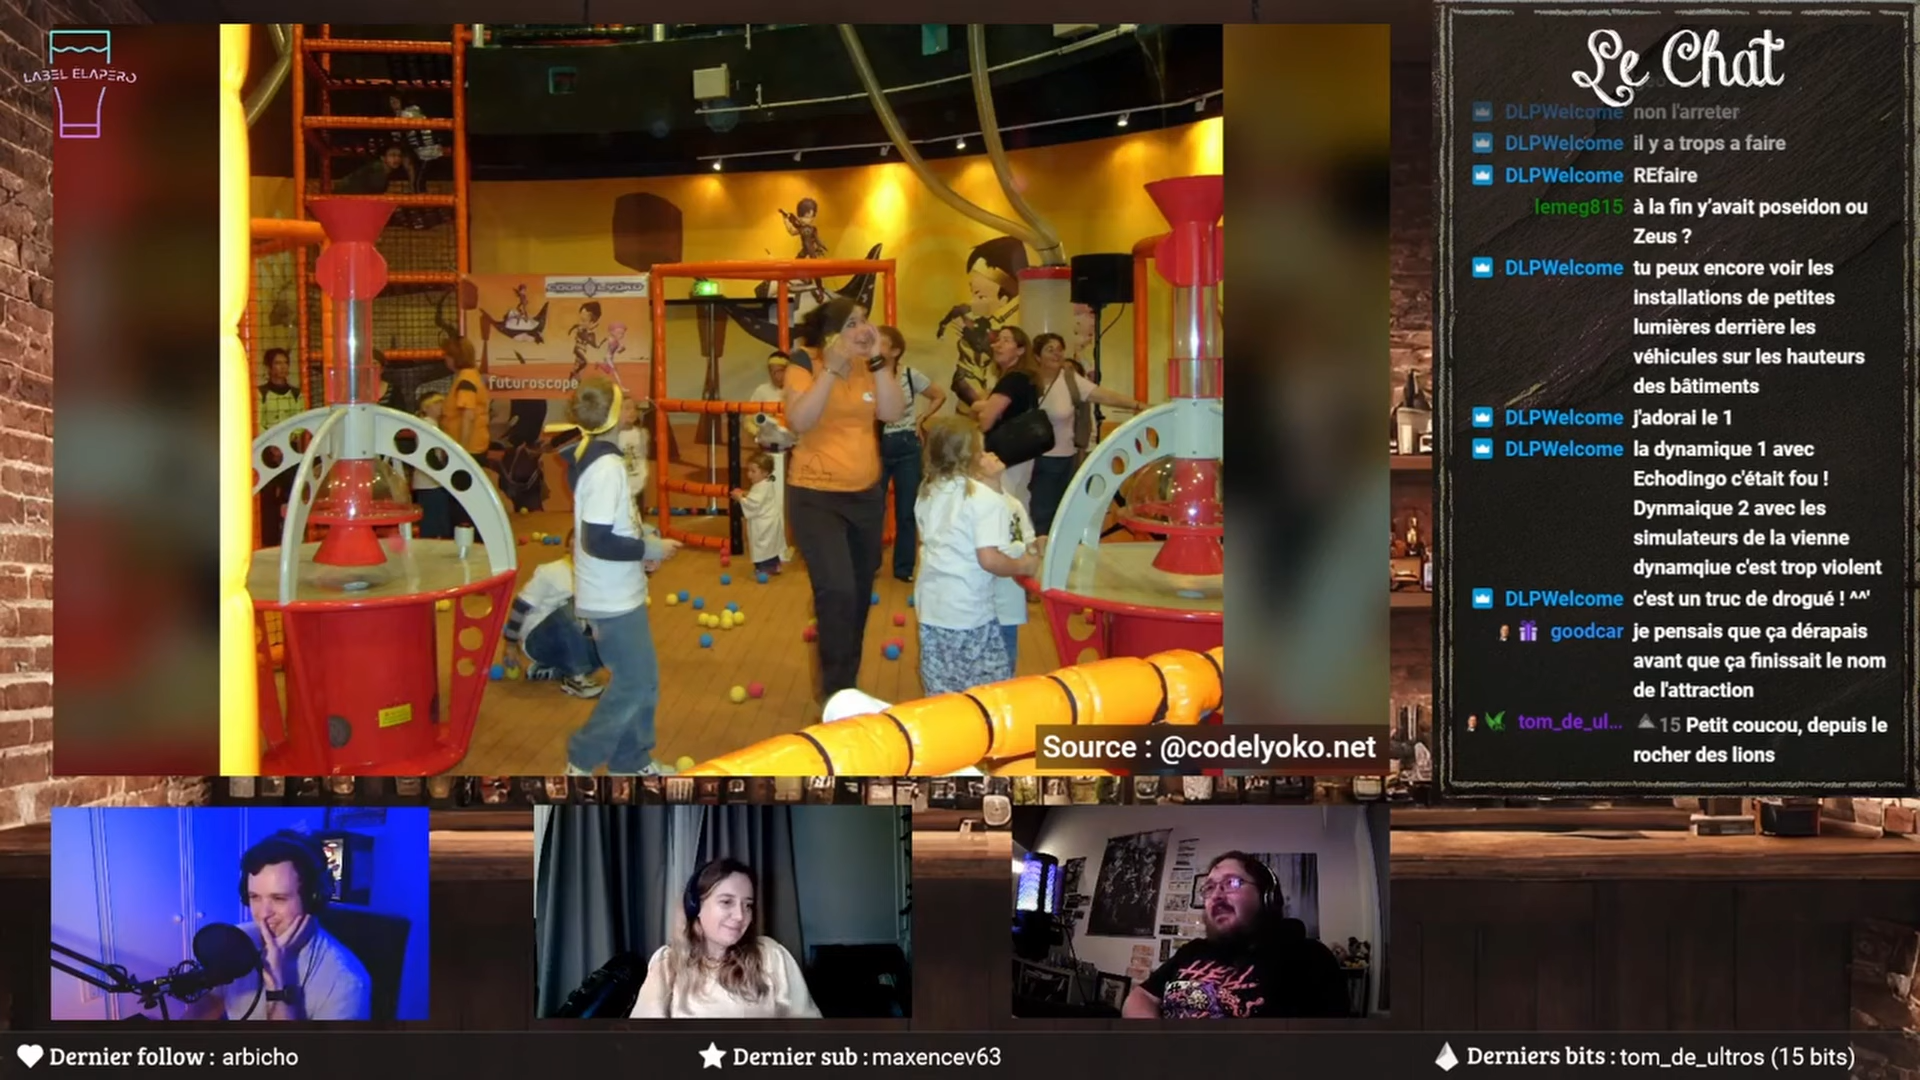 LABEL ELAPERO
CODE LYOKO
futuroscope
Source : @codelyoko.net
Le Chat
DLPWelcome non l'arreter
DLPWelcome il y a trops a faire
DLPWelcome REfaire
lemeg815 à la fin y'avait poseidon ou
Zeus ?
DLPWelcome tu peux encore voir les
installations de petites
lumières derrière les
véhicules sur les hauteurs
des bâtiments
DLPWelcome j'adorai le 1
DLPWelcome la dynamique 1 avec
Echodingo c'était fou !
Dynmaique 2 avec les
simulateurs de la vienne
dynamqiue c'est trop violent
DLPWelcome c'est un truc de drogué ! ^^'
goodcar je pensais que ça dérapais
avant que ça finissait le nom
de l'attraction
tom_de_ul... 15 Petit coucou, depuis le
rocher des lions
Dernier follow : arbicho
Dernier sub : maxencev63
Derniers bits : tom_de_ultros (15 bits)